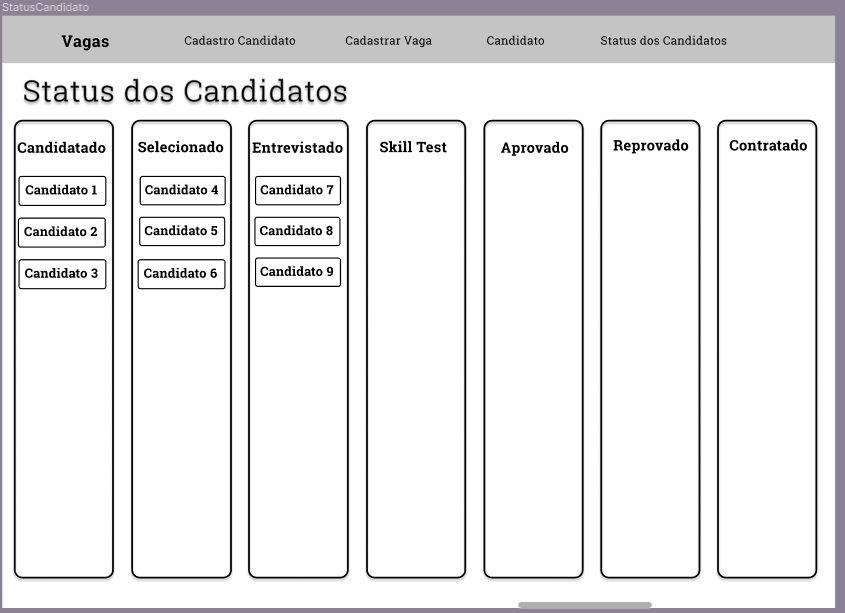 StatusCandidato
Vagas Cadastro Candidato Cadastrar Vaga Candidato Status dos Candidatos
Status dos Candidatos
Candidatado Selecionado Entrevistado Skill Test Aprovado Reprovado Contratado
Candidato 1 Candidato 4 Candidato 7
Candidato 2 Candidato 5 Candidato 8
Candidato 3 Candidato 6 Candidato 9